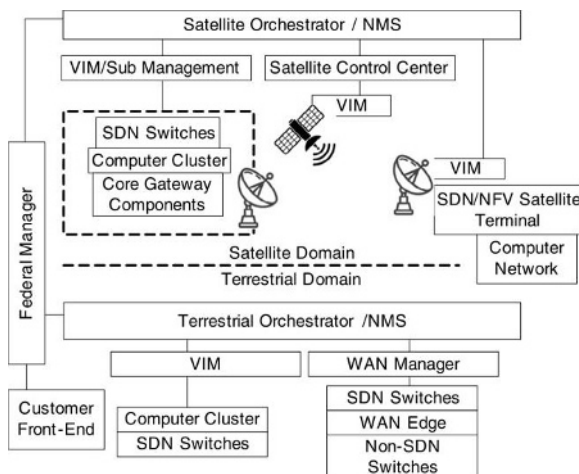 Satellite Orchestrator / NMS
VIM/Sub Management
Satellite Control Center
VIM
SDN Switches
Computer Cluster
Core Gateway
Components
VIM
SDN/NFV Satellite
Terminal
Computer
Network
Federal Manager
Satellite Domain
Terrestrial Domain
Terrestrial Orchestrator /NMS
VIM
WAN Manager
Customer
Front-End
Computer Cluster
SDN Switches
SDN Switches
WAN Edge
Non-SDN
Switches